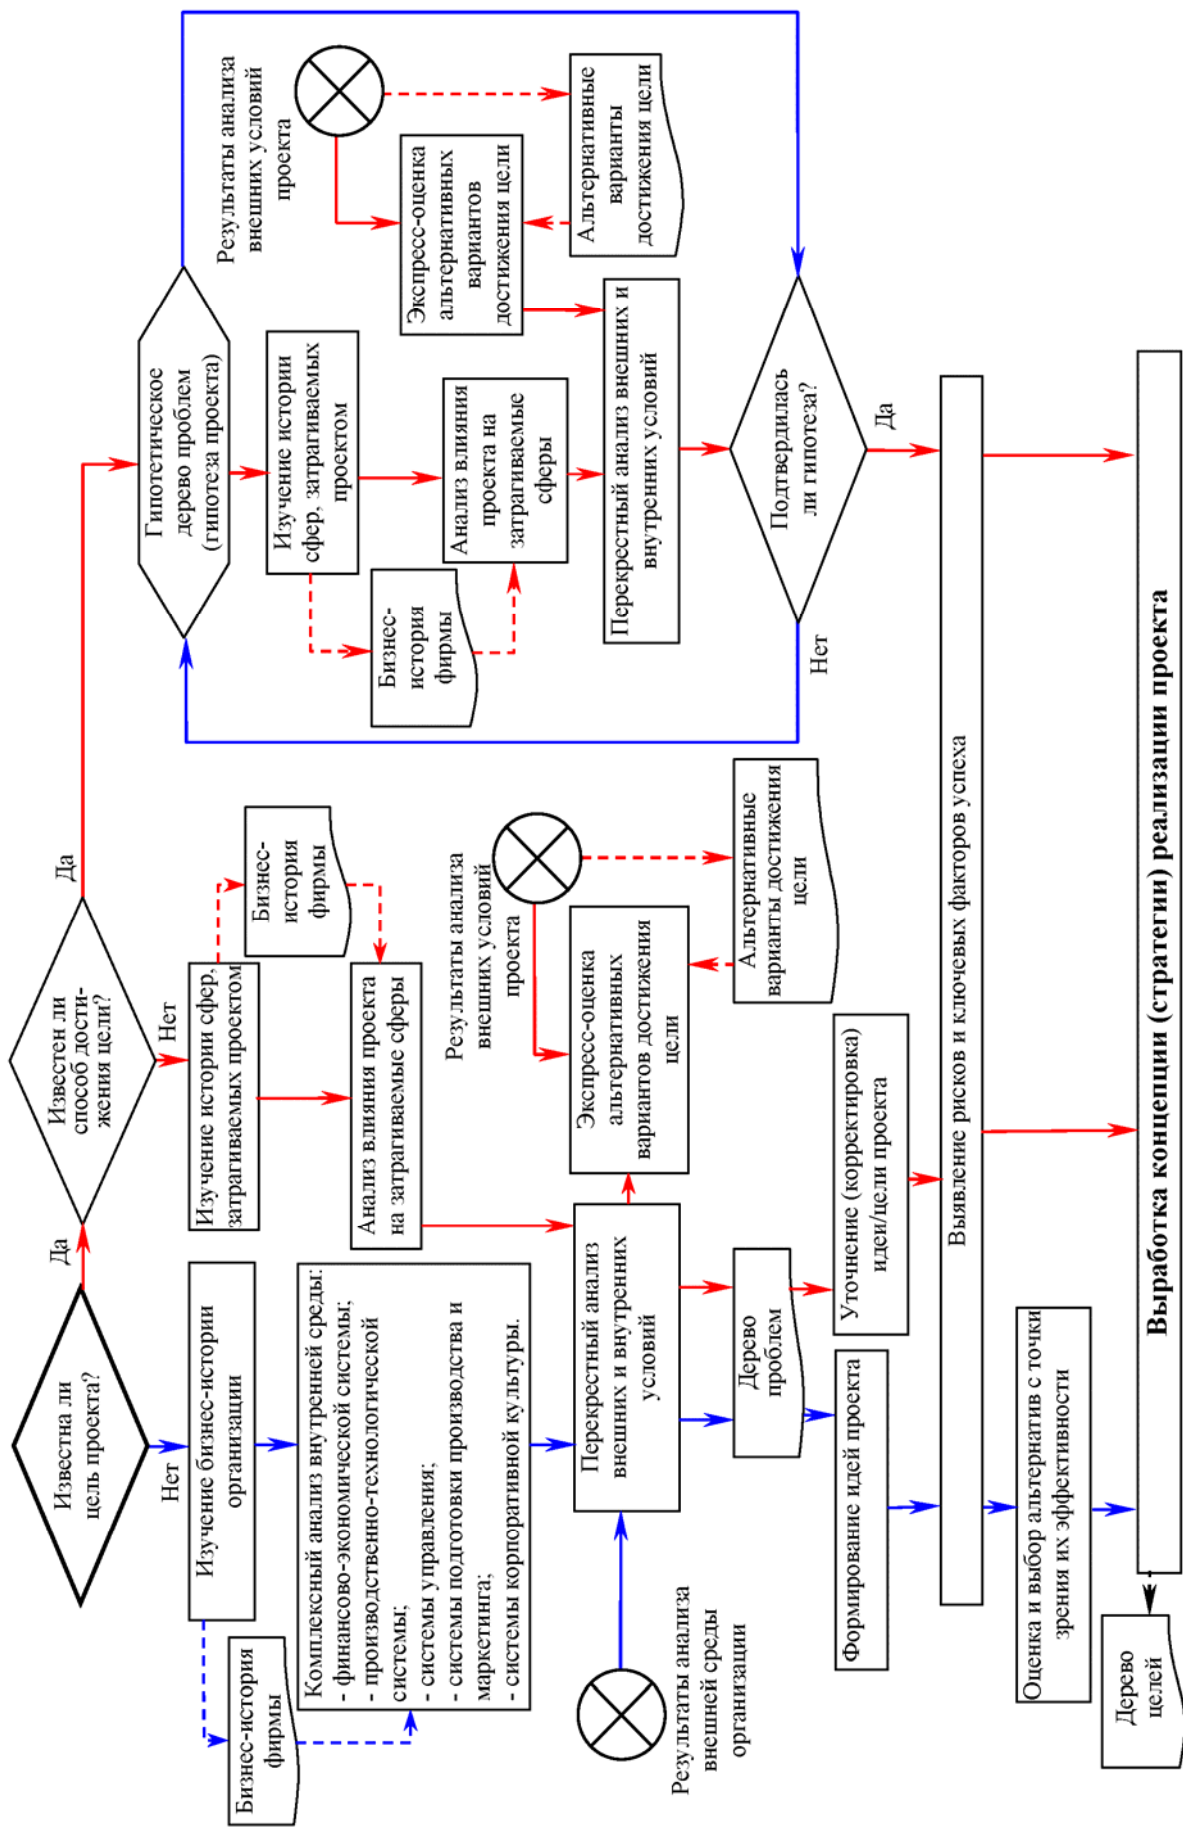 Известна ли
цель проекта?
Да
Нет
Известен ли
способ дости-
жения цели?
Да
Нет
Изучение бизнес-истории
организации
Бизнес-история
фирмы
Комплексный анализ внутренней среды:
- финансово-экономической системы;
- производственно-технологической
системы;
- системы управления;
- системы подготовки производства и
маркетинга;
- системы корпоративной культуры.
Результаты анализа
внешней среды
организации
Перекрестный анализ
внешних и внутренних
условий
Дерево
проблем
Формирование идей проекта
Уточнение (корректировка)
идеи/цели проекта
Изучение истории сфер,
затрагиваемых проектом
Бизнес-
история
фирмы
Анализ влияния проекта
на затрагиваемые сферы
Результаты анализа
внешних условий
проекта
Экспресс-оценка
альтернативных
вариантов достижения
цели
Альтернативные
варианты достижения
цели
Гипотетическое
дерево проблем
(гипотеза проекта)
Изучение истории
сфер, затрагиваемых
проектом
Бизнес-
история
фирмы
Анализ влияния
проекта на
затрагиваемые
сферы
Результаты анализа
внешних условий
проекта
Экспресс-оценка
альтернативных
вариантов
достижения цели
Альтернативные
варианты
достижения цели
Перекрестный анализ внешних и
внутренних условий
Подтвердилась
ли гипотеза?
Нет
Да
Выявление рисков и ключевых факторов успеха
Оценка и выбор альтернатив с точки
зрения их эффективности
Выработка концепции (стратегии) реализации проекта
Дерево
целей